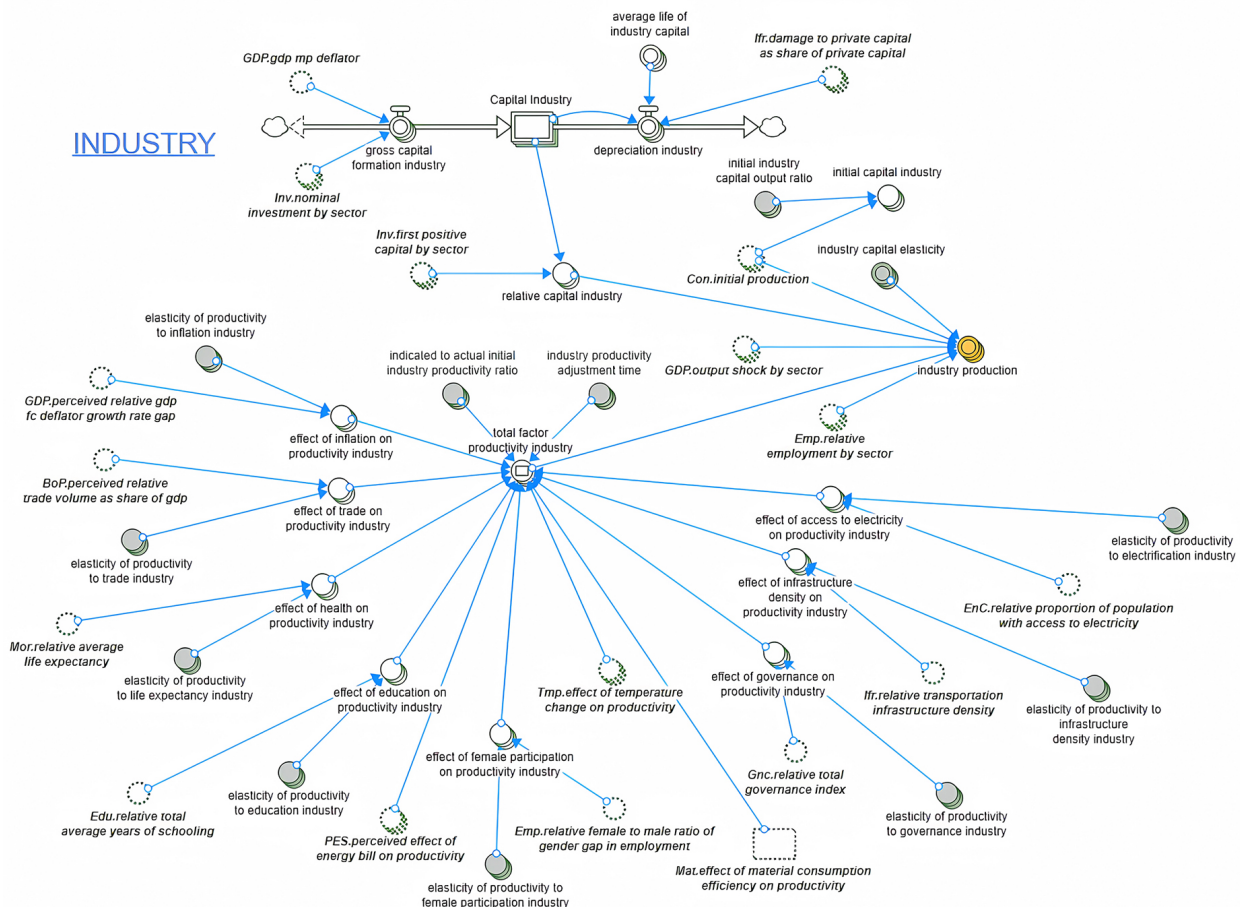 average life of
industry capital
Ifr.damage to private capital
as share of private capital
GDP.gdp mp deflator
Capital Industry
INDUSTRY
gross capital
formation industry
depreciation industry
initial industry
capital output ratio
initial capital industry
Inv.nominal
investment by sector
Inv.first positive
capital by sector
industry capital elasticity
Con.initial production
relative capital industry
elasticity of productivity
to inflation industry
indicated to actual initial
industry productivity ratio
industry productivity
adjustment time
GDP.output shock by sector
industry production
GDP.perceived relative gdp
fc deflator growth rate gap
effect of inflation on
productivity industry
total factor
productivity industry
Emp.relative
employment by sector
BoP.perceived relative
trade volume as share of gdp
effect of trade on
productivity industry
effect of access to electricity
on productivity industry
elasticity of productivity
to electrification industry
elasticity of productivity
to trade industry
effect of infrastructure
density on
productivity industry
effect of health on
productivity industry
EnC.relative proportion of population
with access to electricity
Mor.relative average
life expectancy
elasticity of productivity
to life expectancy industry
effect of education on
productivity industry
Tmp.effect of temperature
change on productivity
effect of governance on
productivity industry
Ifr.relative transportation
infrastructure density
elasticity of productivity to
infrastructure
density industry
effect of female participation
on productivity industry
Gnc.relative total
governance index
elasticity of productivity
to education industry
Edu.relative total
average years of schooling
PES.perceived effect of
energy bill on productivity
Emp.relative female to male ratio of
gender gap in employment
elasticity of productivity
to governance industry
Mat.effect of material consumption
efficiency on productivity
elasticity of productivity to
female participation industry